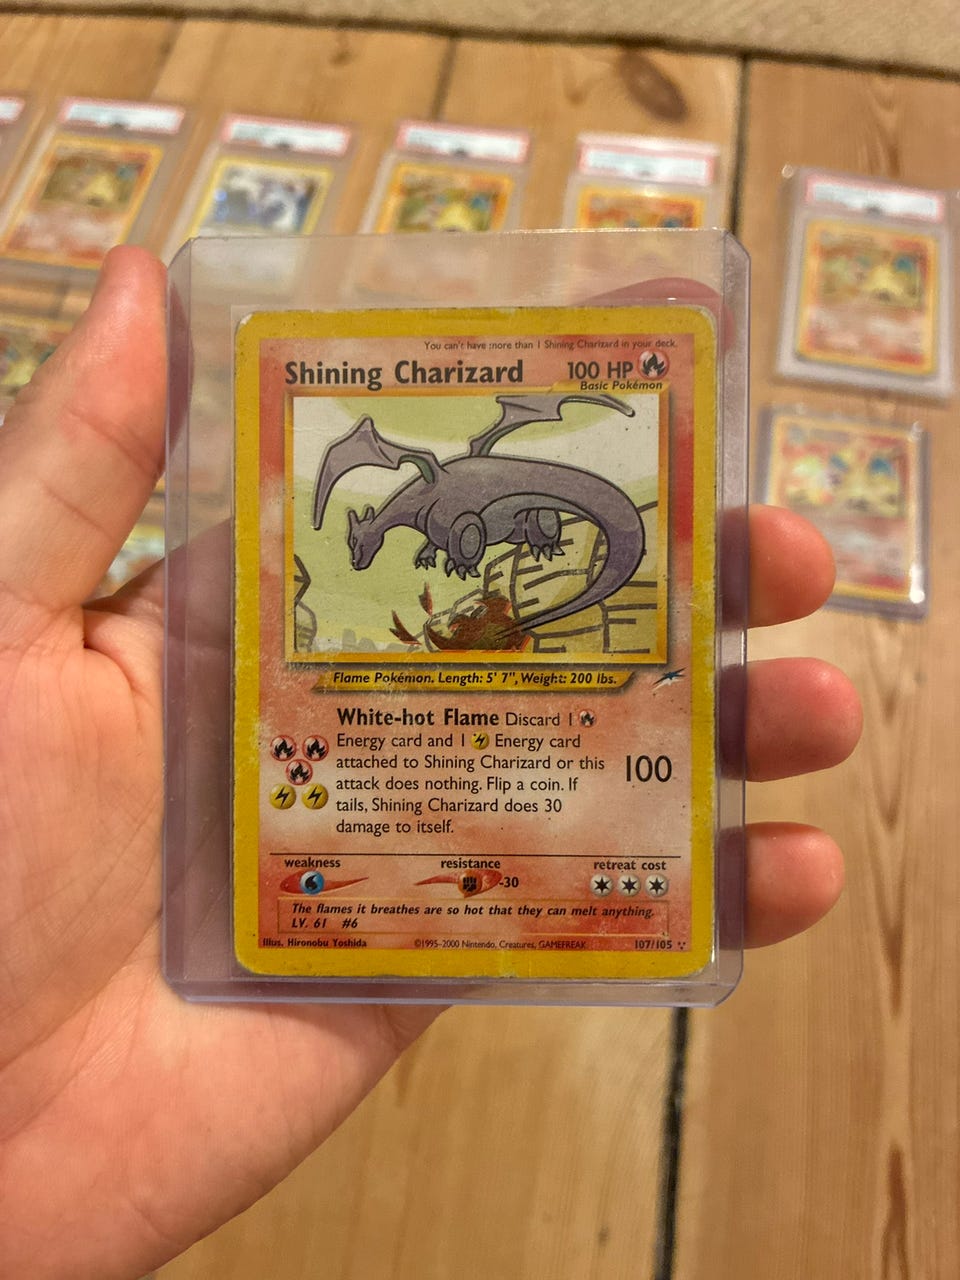 You can't have more than 1 Shining Charizard in your deck.
Shining Charizard 100 HP
Basic Pokémon
Flame Pokémon. Length: 5' 7", Weight: 200 lbs.
White-hot Flame Discard 1
Energy card and 1 Energy card
attached to Shining Charizard or this
attack does nothing. Flip a coin. If
tails, Shining Charizard does 30
damage to itself.
100
weakness resistance retreat cost
-30
The flames it breathes are so hot that they can melt anything.
LV. 61 #6
Illus. Hironobu Yoshida ©1995-2000 Nintendo, Creatures, GAMEFREAK 107/105